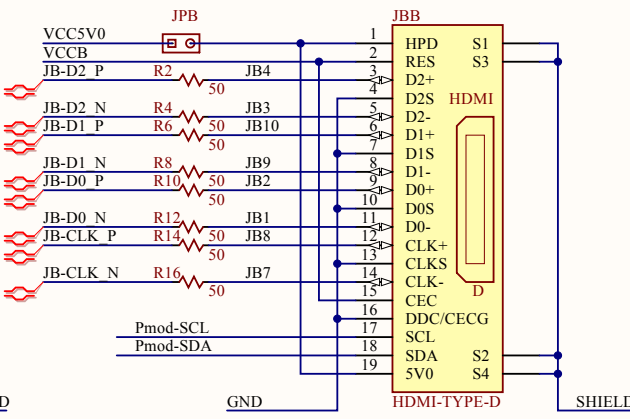 JPB JBB
VCC5V0 1 HPD S1
VCCB 2 RES S3
JB-D2_P R2 50 JB4 3 D2+
4 D2S HDMI
JB-D2_N R4 50 JB3 5 D2-
JB-D1_P R6 50 JB10 6 D1+
7 D1S
JB-D1_N R8 50 JB9 8 D1-
JB-D0_P R10 50 JB2 9 D0+
10 D0S
JB-D0_N R12 50 JB1 11 D0-
JB-CLK_P R14 50 JB8 12 CLK+
13 CLKS
JB-CLK_N R16 50 JB7 14 CLK-
15 CEC D
16 DDC/CECG
Pmod-SCL 17 SCL
Pmod-SDA 18 SDA S2
19 5V0 S4
D GND HDMI-TYPE-D SHIELD